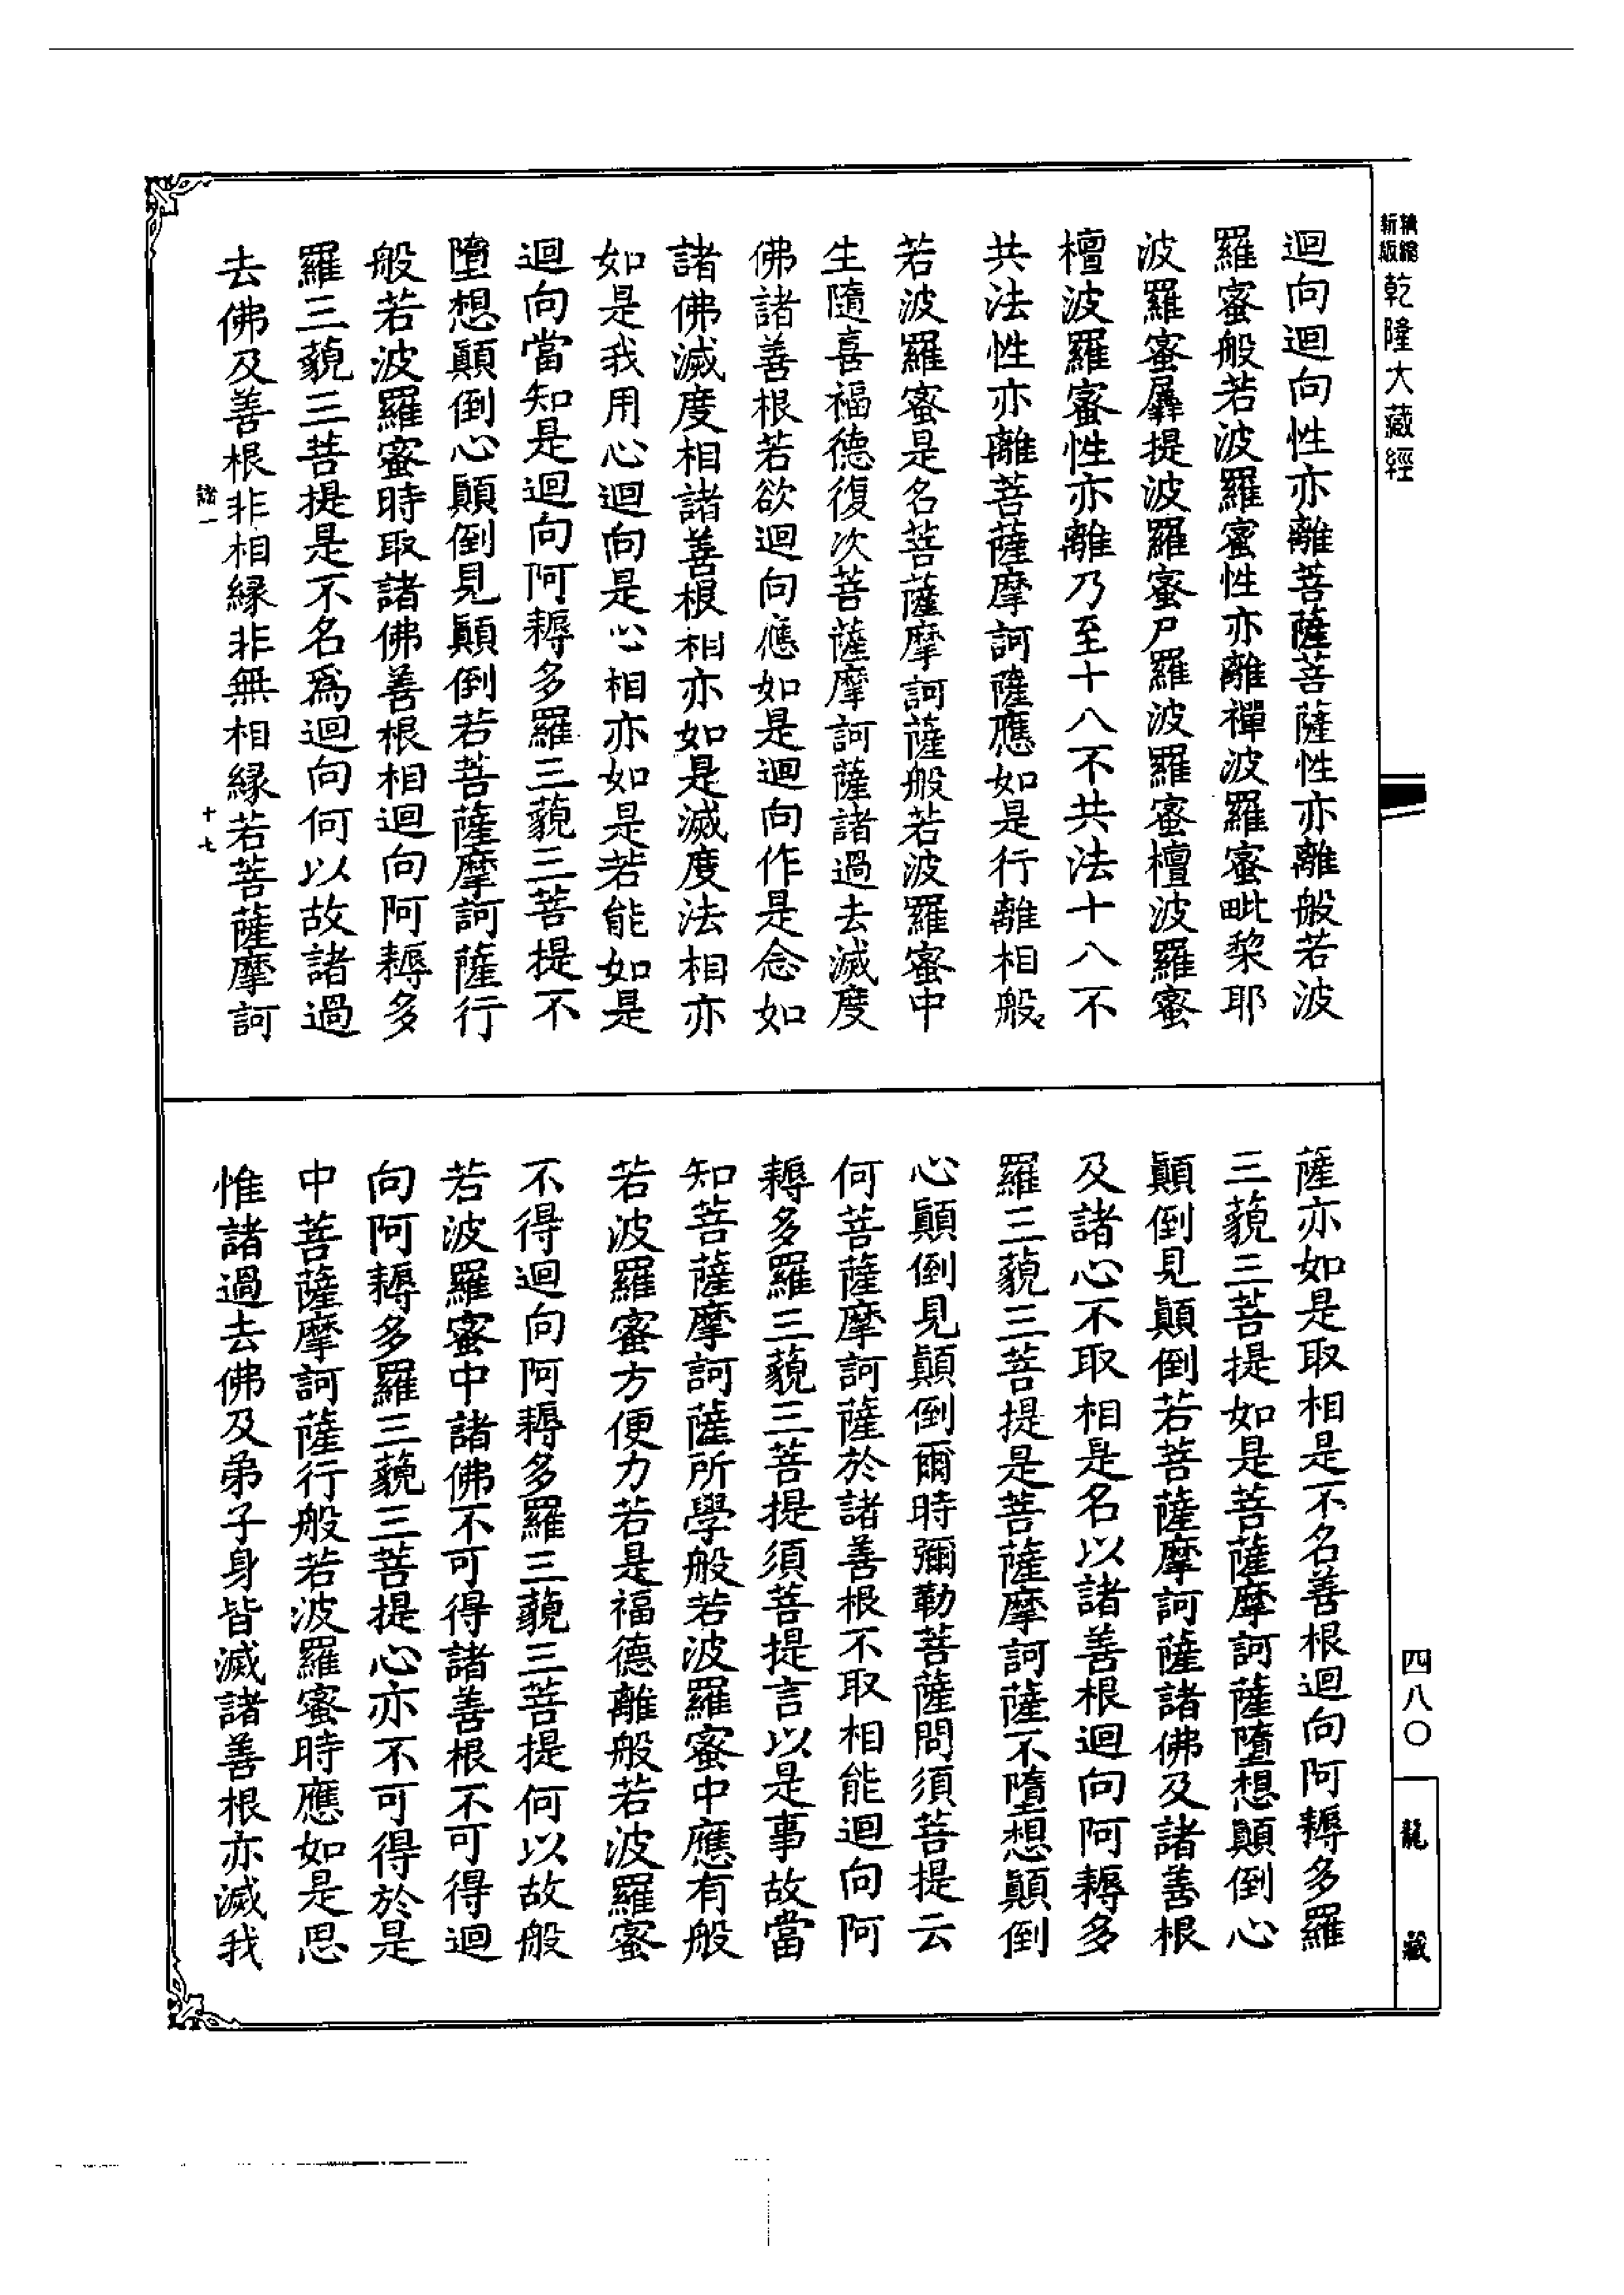 新版精縮
乾隆大藏經
迴向迴向性亦離菩薩菩薩性亦離般若波
羅蜜般若波羅蜜性亦離禪波羅蜜毗棃耶
波羅蜜羼提波羅蜜尸羅波羅蜜檀波羅蜜
檀波羅蜜性亦離乃至十八不共法十八不
共法性亦離菩薩摩訶薩應如是行離相般
若波羅蜜是名菩薩摩訶薩般若波羅蜜中
生隨喜福德復次菩薩摩訶薩諸過去滅度
佛諸善根若欲迴向應如是迴向作是念如
諸佛滅度相諸善根相亦如是滅度法相亦
如是我用心迴向是心相亦如是若能如是
迴向當知是迴向阿耨多羅三藐三菩提不
墮想顛倒心顛倒見顛倒若菩薩摩訶薩行
般若波羅蜜時取諸佛善根相迴向阿耨多
羅三藐三菩提是不名爲迴向何以故諸過
去佛及善根非相緣非無相緣若菩薩摩訶
諸一
十七
薩亦如是取相是不名善根迴向阿耨多羅
三藐三菩提如是菩薩摩訶薩墮想顛倒心
顛倒見顛倒若菩薩摩訶薩諸佛及諸善根
及諸心不取相是名以諸善根迴向阿耨多
羅三藐三菩提是菩薩摩訶薩不墮想顛倒
心顛倒見顛倒爾時彌勒菩薩問須菩提云
何菩薩摩訶薩於諸善根不取相能迴向阿
耨多羅三藐三菩提須菩提言以是事故當
知菩薩摩訶薩所學般若波羅蜜中應有般
若波羅蜜方便力若是福德離般若波羅蜜
不得迴向阿耨多羅三藐三菩提何以故般
若波羅蜜中諸佛不可得諸善根不可得迴
向阿耨多羅三藐三菩提心亦不可得於是
中菩薩摩訶薩行般若波羅蜜時應如是思
惟諸過去佛及弟子身皆滅諸善根亦滅我
四八〇
龍藏